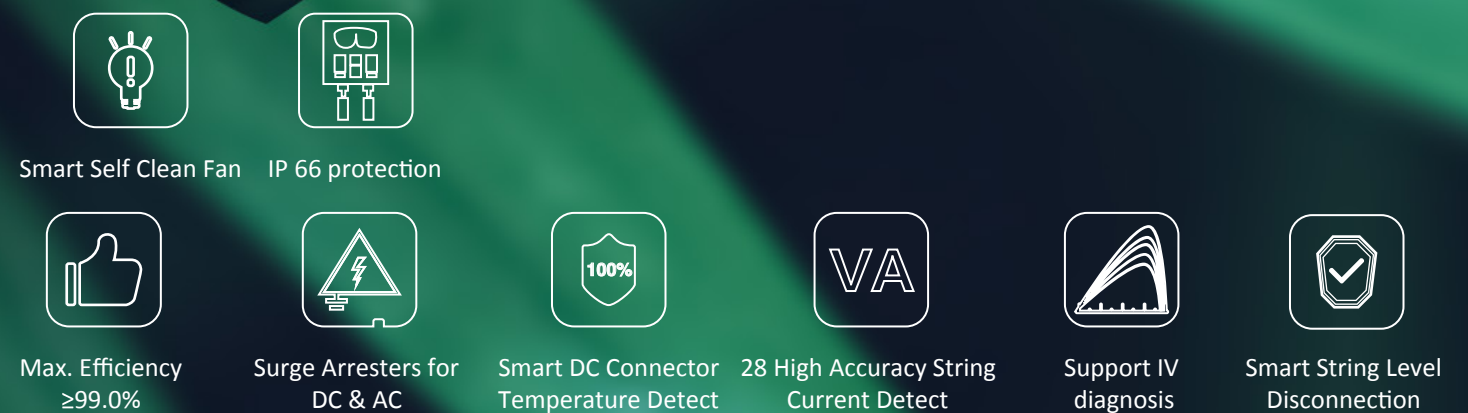 Smart Self Clean Fan
IP 66 protection
100%
VA
Max. Efficiency
≥99.0%
Surge Arresters for
DC & AC
Smart DC Connector
Temperature Detect
28 High Accuracy String
Current Detect
Support IV
diagnosis
Smart String Level
Disconnection